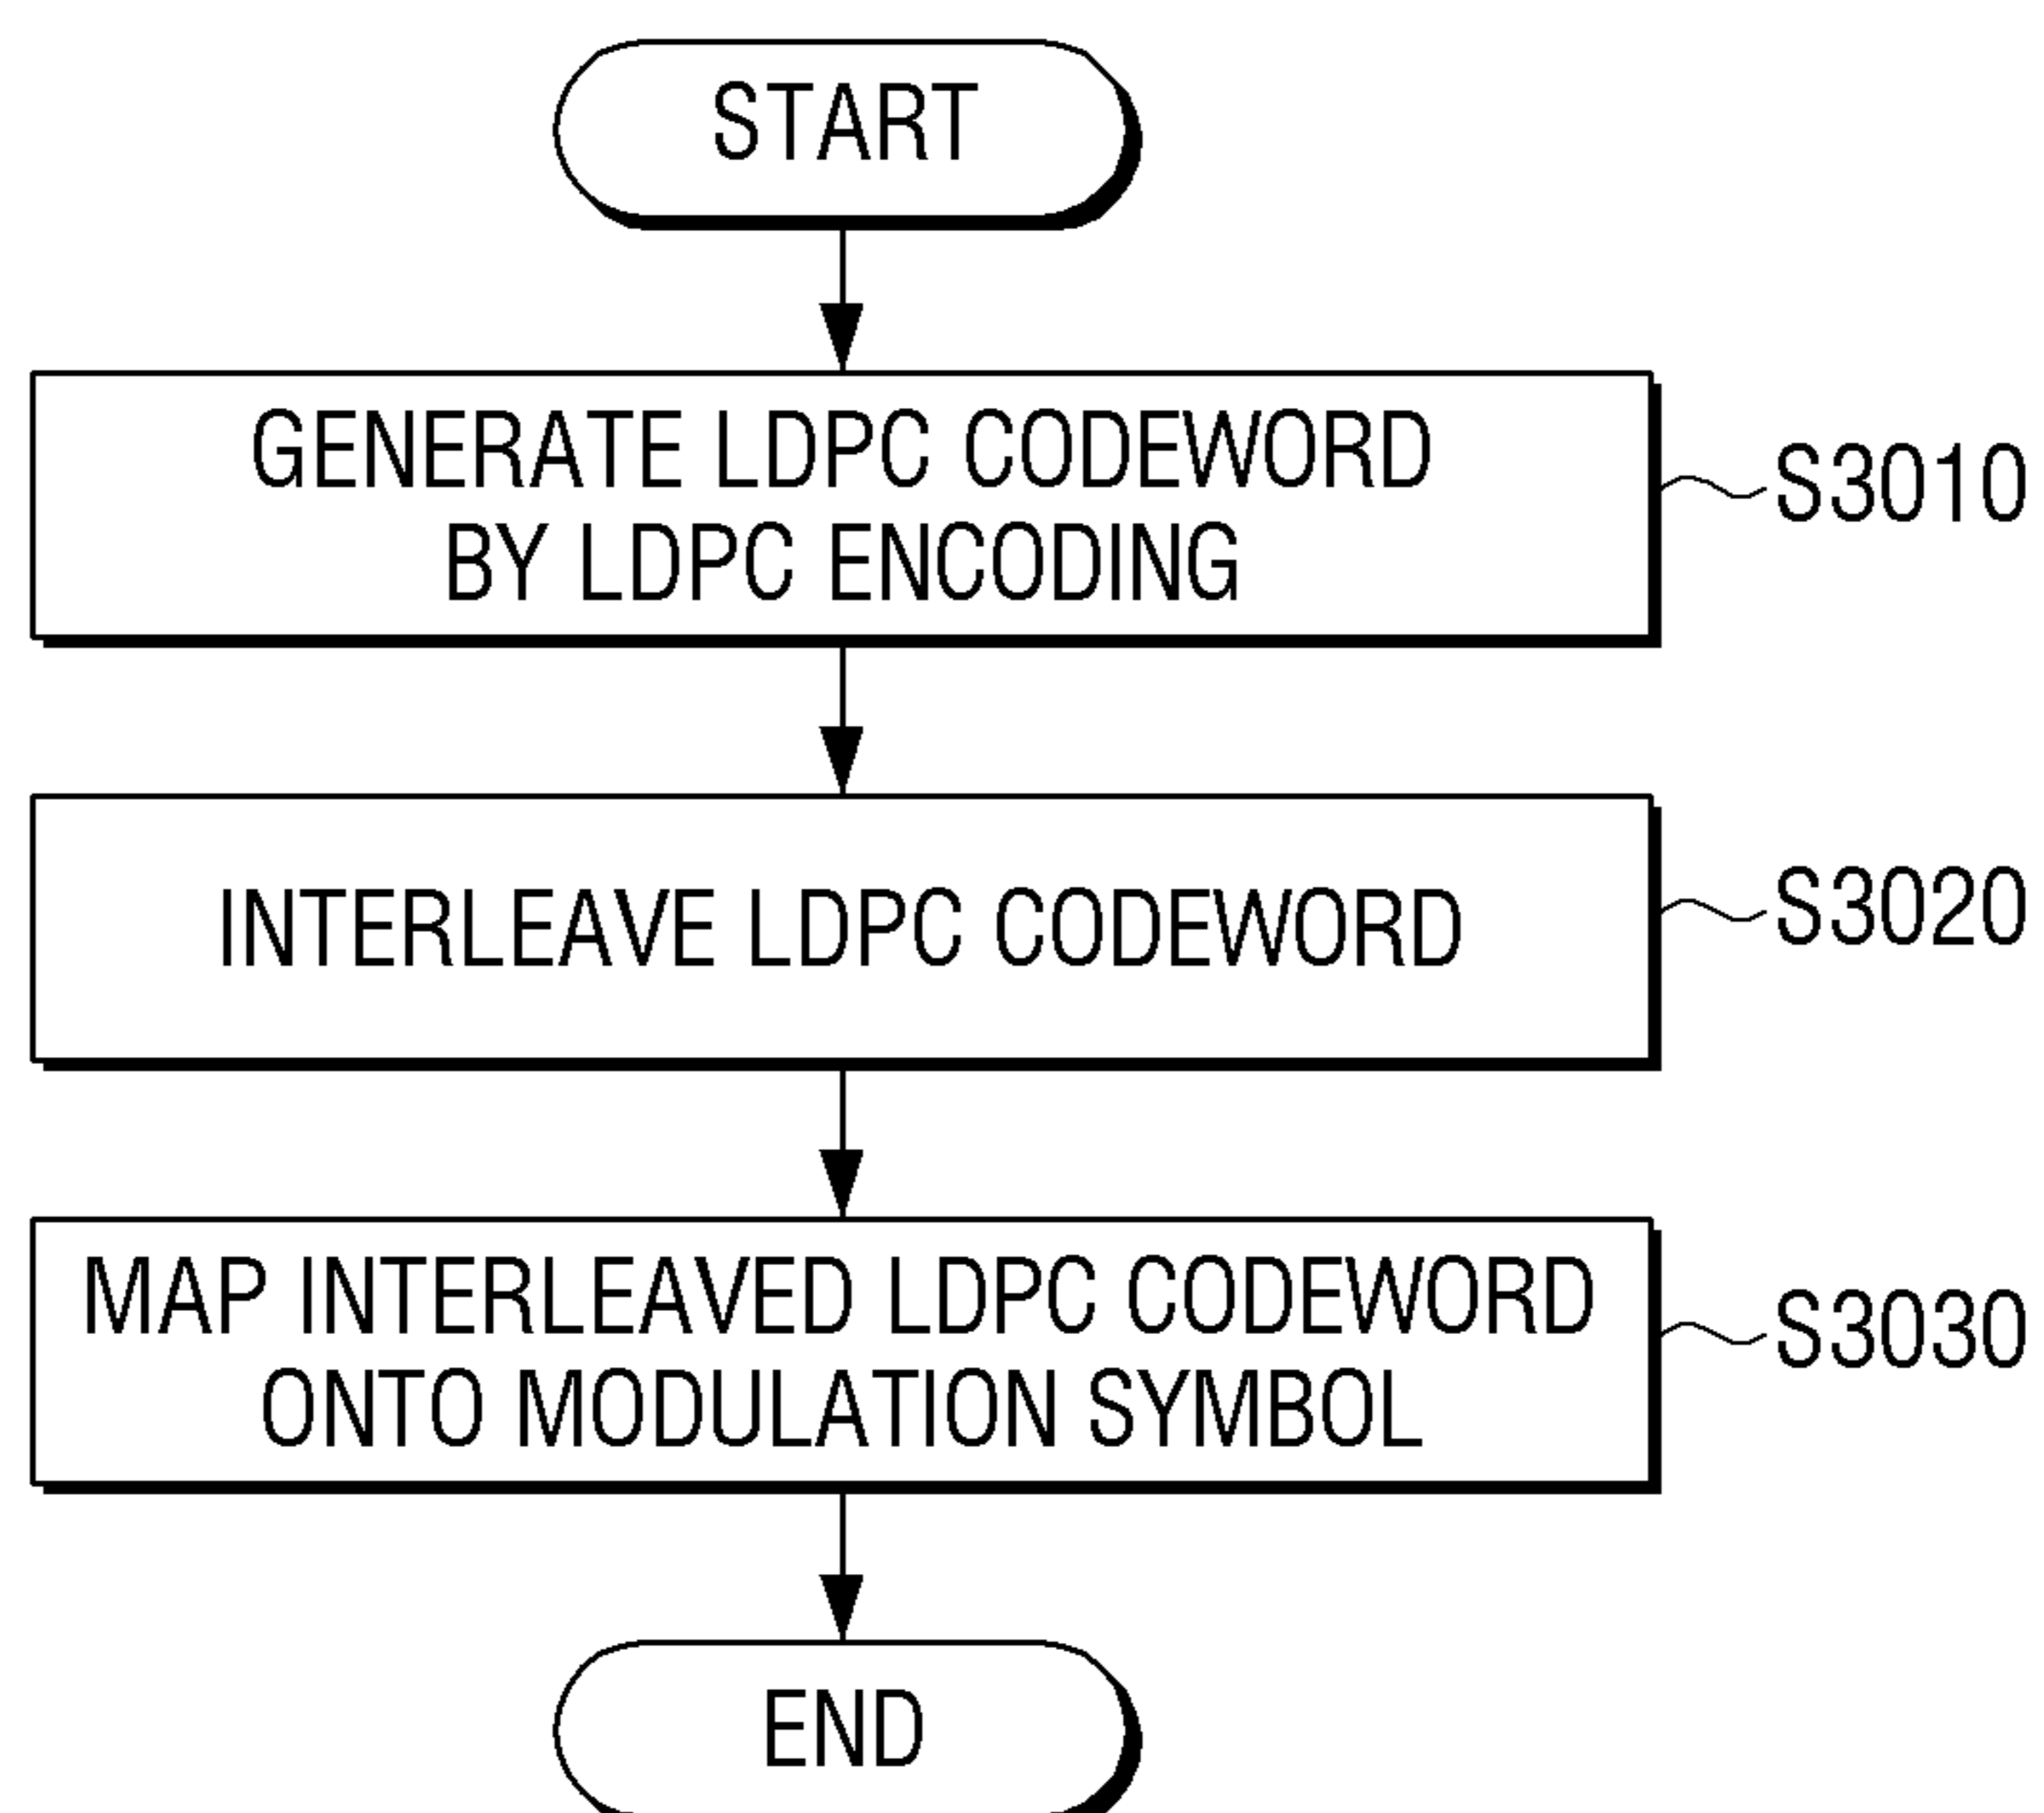 START
GENERATE LDPC CODEWORD
BY LDPC ENCODING
S3010
INTERLEAVE LDPC CODEWORD
S3020
MAP INTERLEAVED LDPC CODEWORD
ONTO MODULATION SYMBOL
S3030
END